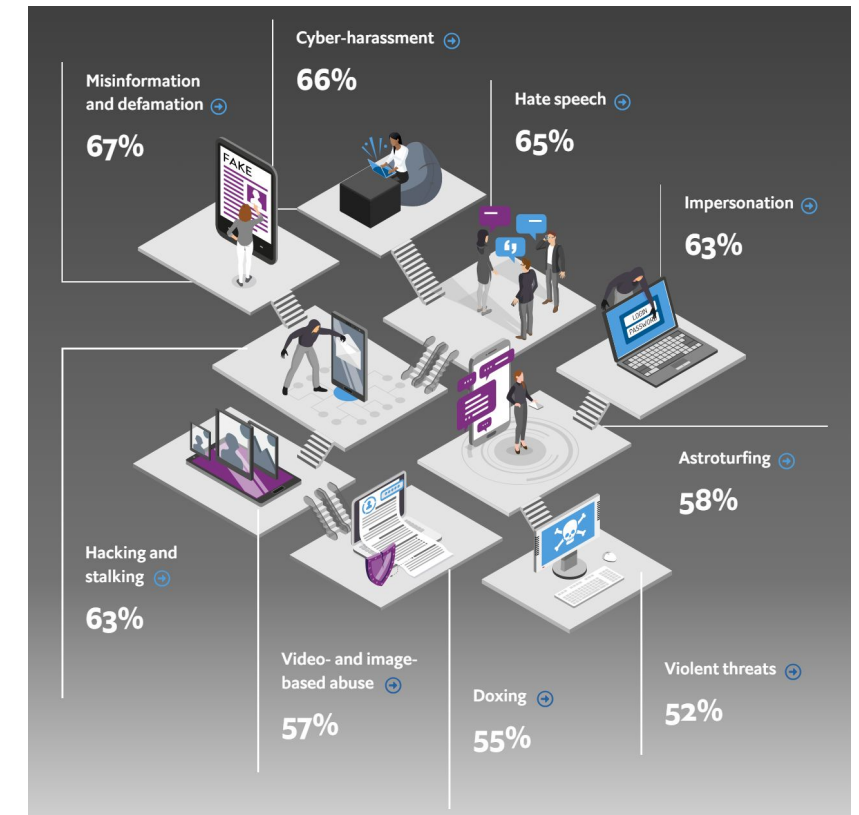 Cyber-harassment
66%
Misinformation
and defamation
67%
Hate speech
65%
Impersonation
63%
FAKE
LOGIN
PASSWORD
Astroturfing
58%
Hacking and
stalking
63%
Video- and image-
based abuse
57%
Doxing
55%
Violent threats
52%